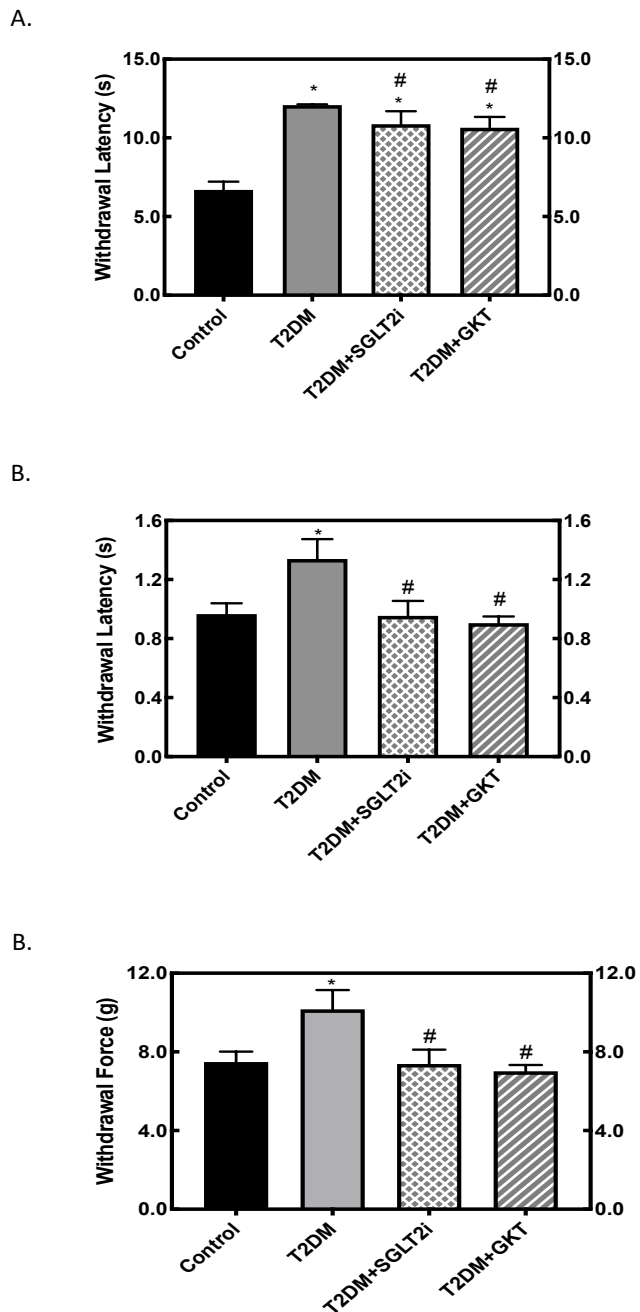 A.
Withdrawal Latency (s)
15.0 15.0
10.0 10.0
5.0 5.0
0.0 0.0
* # * # *
Control T2DM T2DM+SGLT2i T2DM+GKT
B.
Withdrawal Latency (s)
1.6 1.6
1.2 1.2
0.8 0.8
0.4 0.4
0.0 0.0
* # #
Control T2DM T2DM+SGLT2i T2DM+GKT
B.
Withdrawal Force (g)
12.0 12.0
8.0 8.0
4.0 4.0
0.0 0.0
* # #
Control T2DM T2DM+SGLT2i T2DM+GKT